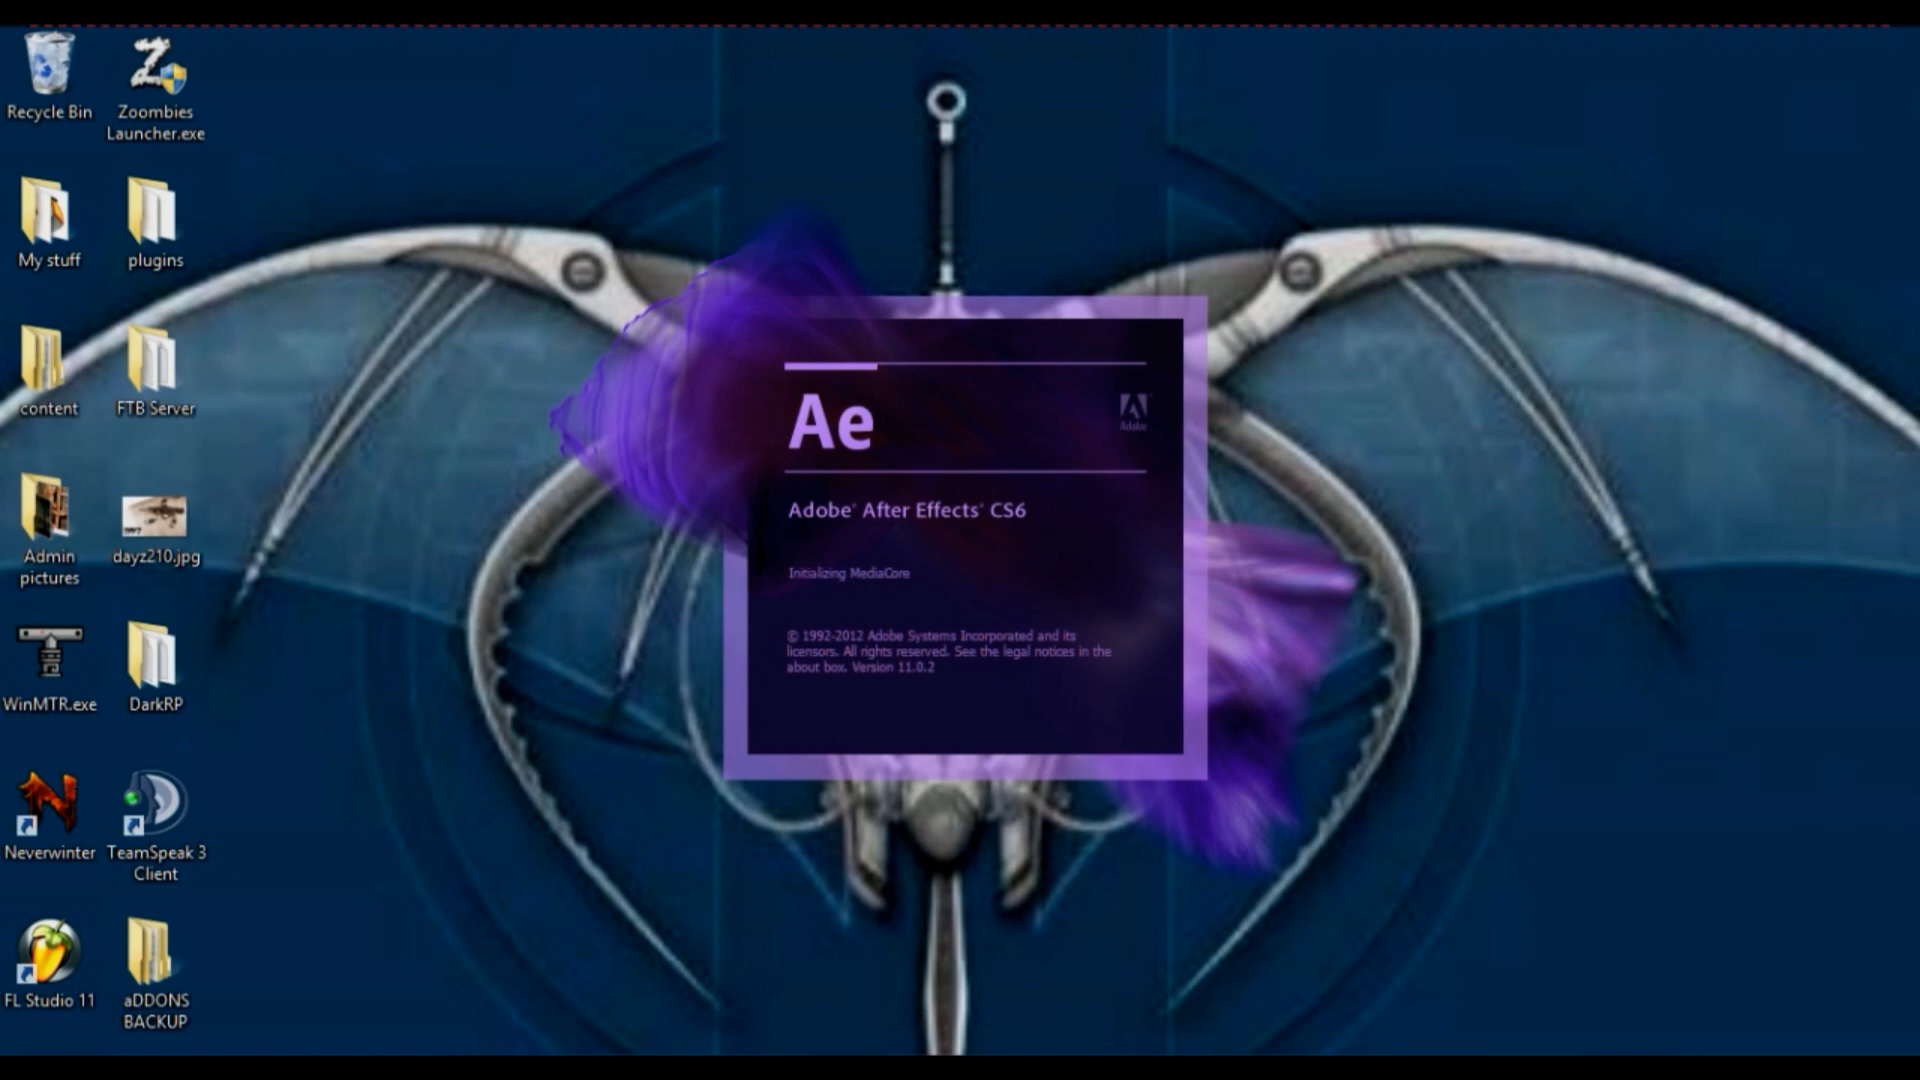 Recycle Bin
Zoombies
Launcher.exe
My stuff
plugins
content
FTB Server
Admin
pictures
dayz210.jpg
WinMTR.exe
DarkRP
Neverwinter
TeamSpeak 3
Client
FL Studio 11
aDDONS
BACKUP
Ae
Adobe
Adobe® After Effects® CS6
Initializing MediaCore
© 1992-2012 Adobe Systems Incorporated and its
licensors. All rights reserved. See the legal notices in the
about box. Version 11.0.2